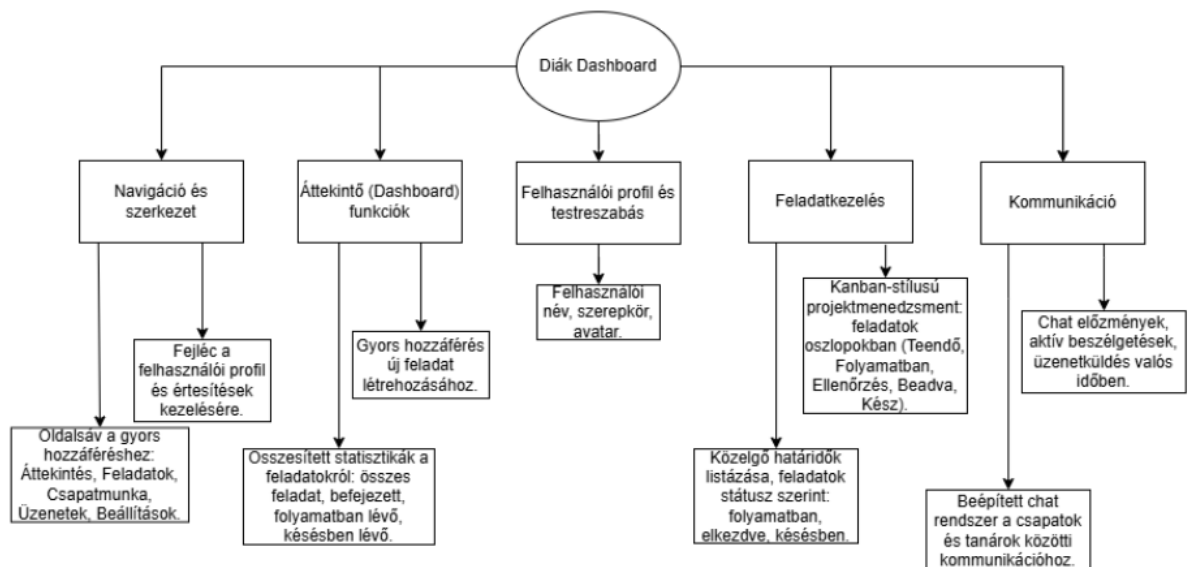 Diák Dashboard
Navigáció és
szerkezet
Áttekintő (Dashboard)
funkciók
Felhasználói profil és
testreszabás
Feladatkezelés
Kommunikáció
Oldalsáv a gyors
hozzáféréshez:
Áttekintés, Feladatok,
Csapatmunka,
Üzenetek, Beállítások.
Fejléc a
felhasználói profil
és értesítések
kezelésére.
Összesített statisztikák a
feladatokról: összes
feladat, befejezett,
folyamatban lévő,
késésben lévő.
Gyors hozzáférés
új feladat
létrehozásához.
Felhasználói
név, szerepkör,
avatar.
Közelgő határidők
listázása, feladatok
státusz szerint:
folyamatban,
elkezdve, késésben.
Kanban-stílusú
projektmenedzsment:
feladatok
oszlopokban (Teendő,
Folyamatban,
Ellenőrzés, Beadva,
Kész).
Beépített chat
rendszer a csapatok
és tanárok közötti
kommunikációhoz.
Chat előzmények,
aktív beszélgetések,
üzenetküldés valós
időben.